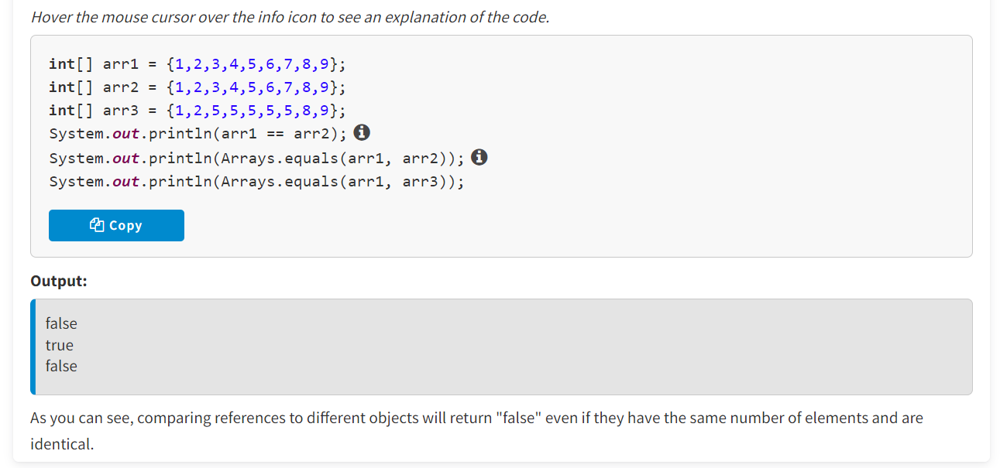 Hover the mouse cursor over the info icon to see an explanation of the code.
int[] arr1 = {1,2,3,4,5,6,7,8,9};
int[] arr2 = {1,2,3,4,5,6,7,8,9};
int[] arr3 = {1,2,5,5,5,5,5,8,9};
System.out.println(arr1 == arr2);
System.out.println(Arrays.equals(arr1, arr2));
System.out.println(Arrays.equals(arr1, arr3));
Copy
Output:
false
true
false
As you can see, comparing references to different objects will return "false" even if they have the same number of elements and are
identical.